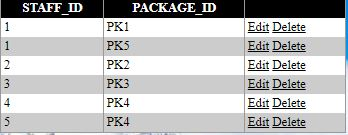 STAFF_ID PACKAGE_ID
1 PK1 Edit Delete
1 PK5 Edit Delete
2 PK2 Edit Delete
3 PK3 Edit Delete
4 PK4 Edit Delete
5 PK4 Edit Delete